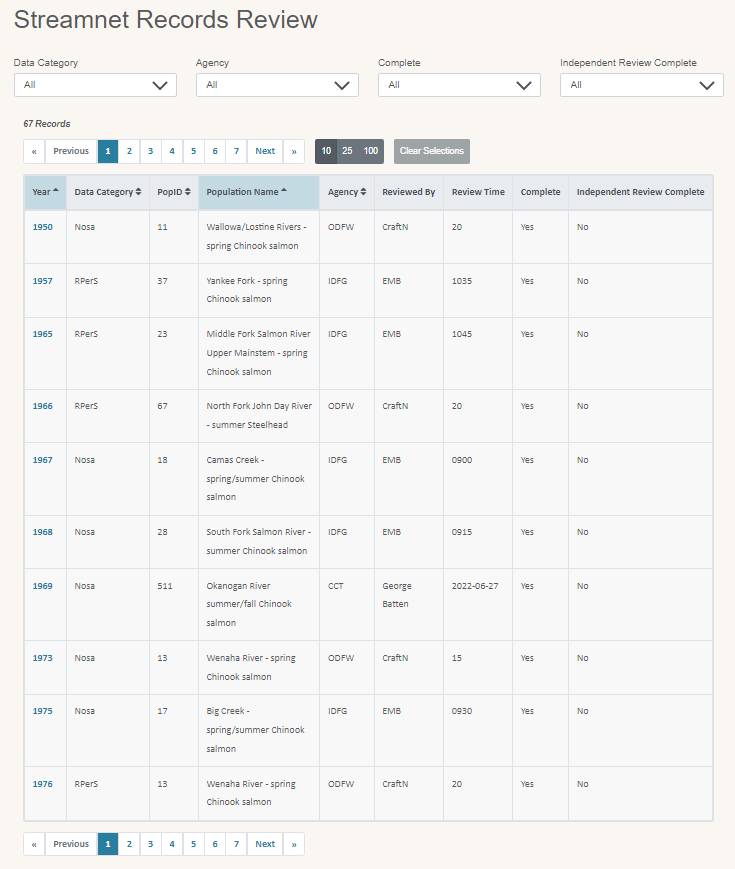 Streamnet Records Review
Data Category Agency Complete Independent Review Complete
All All All All
67 Records
« Previous 1 2 3 4 5 6 7 Next » 10 25 100 Clear Selections
Year Data Category PopID Population Name Agency Reviewed By Review Time Complete Independent Review Complete
1950 Nosa 11 Wallowa/Lostine Rivers - ODFW CraftN 20 Yes No
spring Chinook salmon
1957 RPerS 37 Yankee Fork - spring IDFG EMB 1035 Yes No
Chinook salmon
1965 RPerS 23 Middle Fork Salmon River IDFG EMB 1045 Yes No
Upper Mainstem - spring
Chinook salmon
1966 RPerS 67 North Fork John Day River ODFW CraftN 20 Yes No
- summer Steelhead
1967 Nosa 18 Camas Creek - IDFG EMB 0900 Yes No
spring/summer Chinook
salmon
1968 Nosa 28 South Fork Salmon River - IDFG EMB 0915 Yes No
summer Chinook salmon
1969 Nosa 511 Okanogan River CCT George 2022-06-27 Yes No
summer/fall Chinook Batten
salmon
1973 Nosa 13 Wenaha River - spring ODFW CraftN 15 Yes No
Chinook salmon
1975 Nosa 17 Big Creek - IDFG EMB 0930 Yes No
spring/summer Chinook
salmon
1976 RPerS 13 Wenaha River - spring ODFW CraftN 20 Yes No
Chinook salmon
« Previous 1 2 3 4 5 6 7 Next »